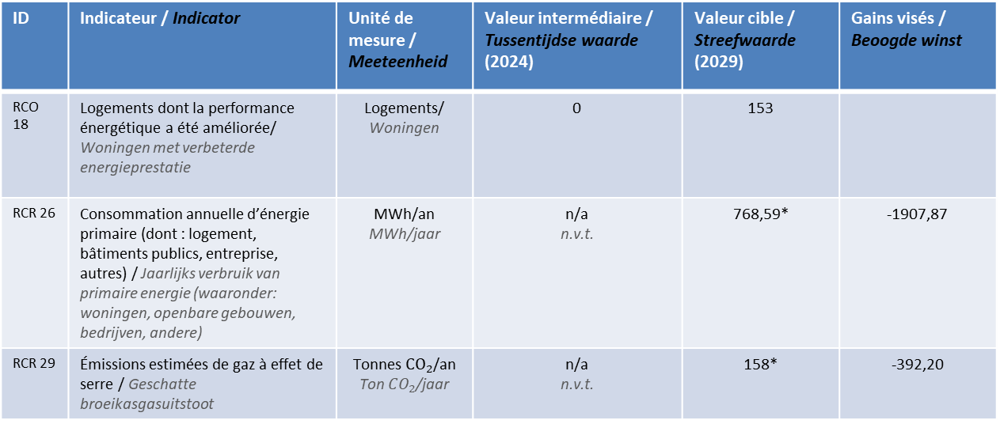 ID
Indicateur / Indicator
Unité de
mesure /
Meeteenheid
Valeur intermédiaire /
Tussentijdse waarde
(2024)
Valeur cible /
Streefwaarde
(2029)
Gains visés /
Beoogde winst
RCO
18
Logements dont la performance
énergétique a été améliorée/
Woningen met verbeterde
energieprestatie
Logements/
Woningen
0
153
RCR 26
Consommation annuelle d’énergie
primaire (dont : logement,
bâtiments publics, entreprise,
autres) / Jaarlijks verbruik van
primaire energie (waaronder:
woningen, openbare gebouwen,
bedrijven, andere)
MWh/an
MWh/jaar
n/a
n.v.t.
768,59*
-1907,87
RCR 29
Émissions estimées de gaz à effet de
serre / Geschatte
broeikasgasuitstoot
Tonnes CO₂/an
Ton CO₂/jaar
n/a
n.v.t.
158*
-392,20